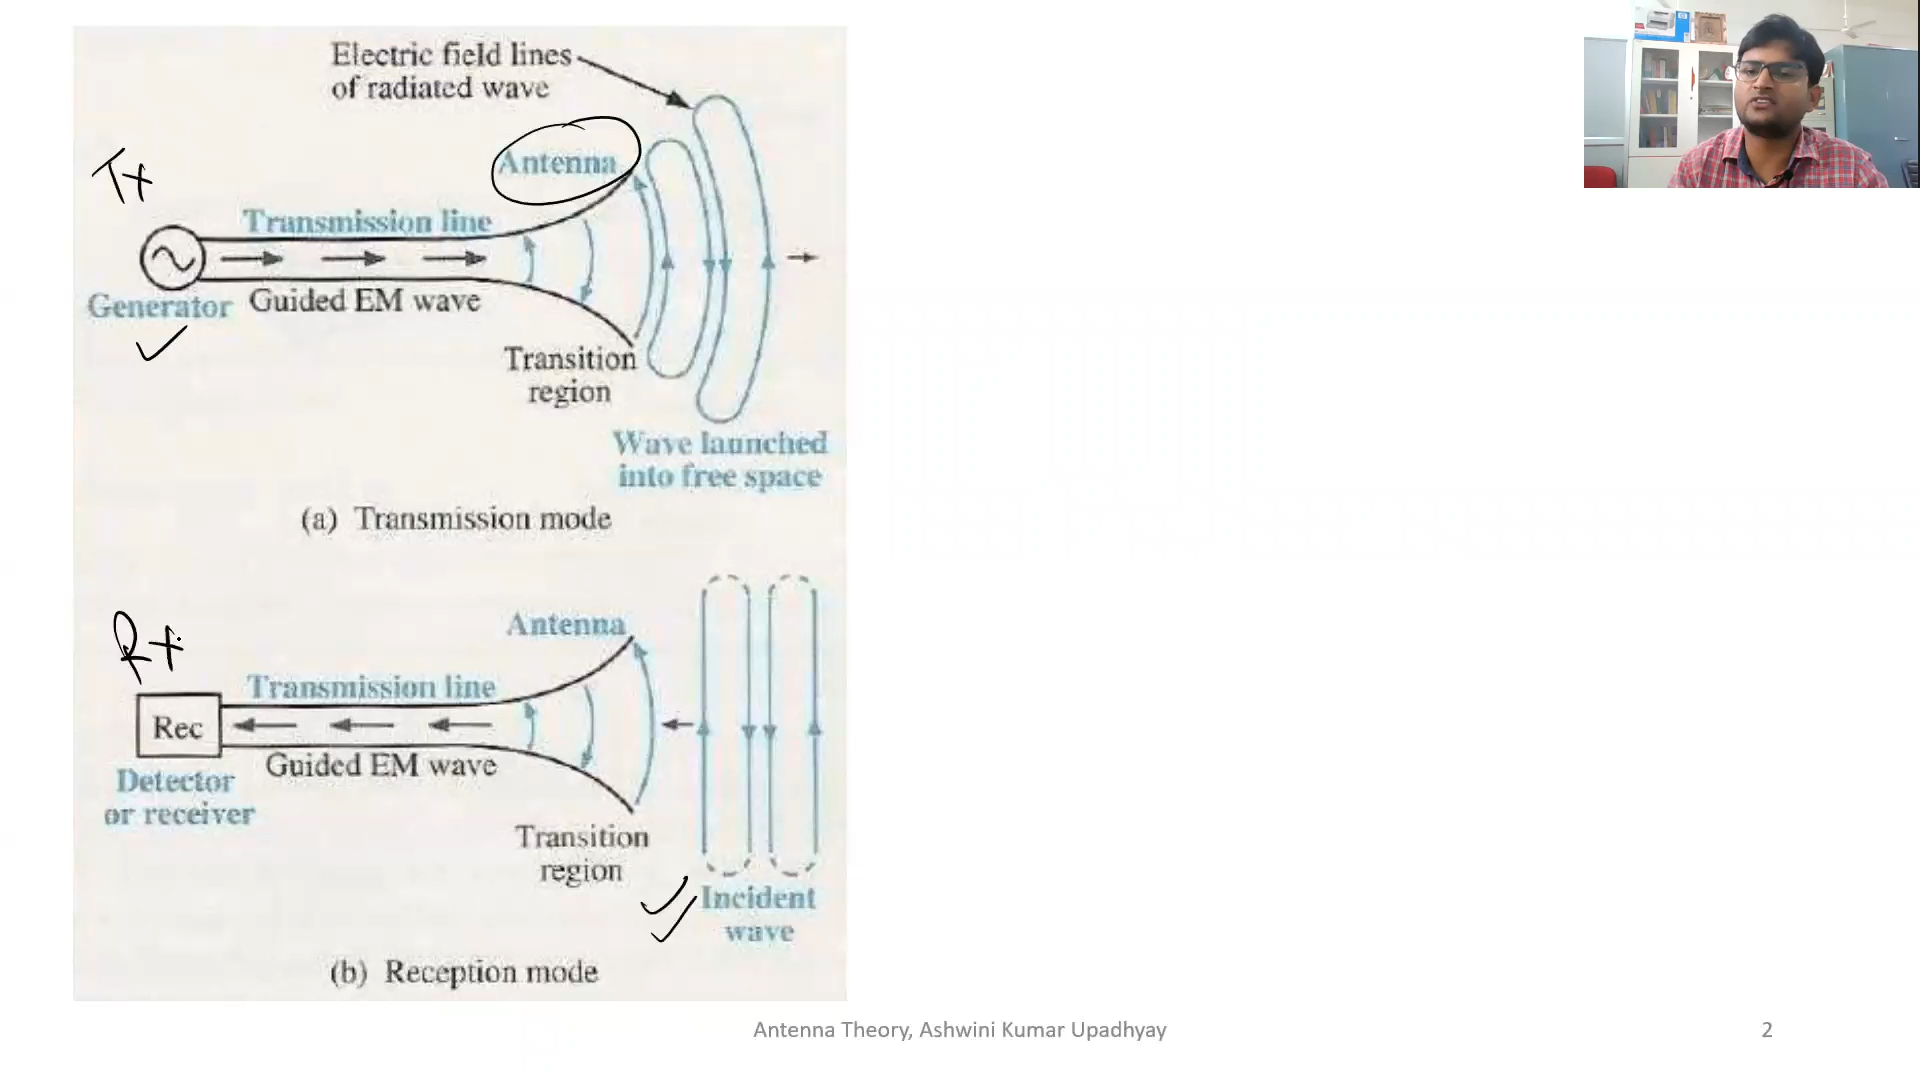 Electric field lines
of radiated wave
Tx
Antenna
Transmission line
Generator
Guided EM wave
Transition
region
Wave launched
into free space
(a) Transmission mode
Rx
Antenna
Transmission line
Rec
Guided EM wave
Detector
or receiver
Transition
region
Incident
wave
(b) Reception mode
Antenna Theory, Ashwini Kumar Upadhyay
2